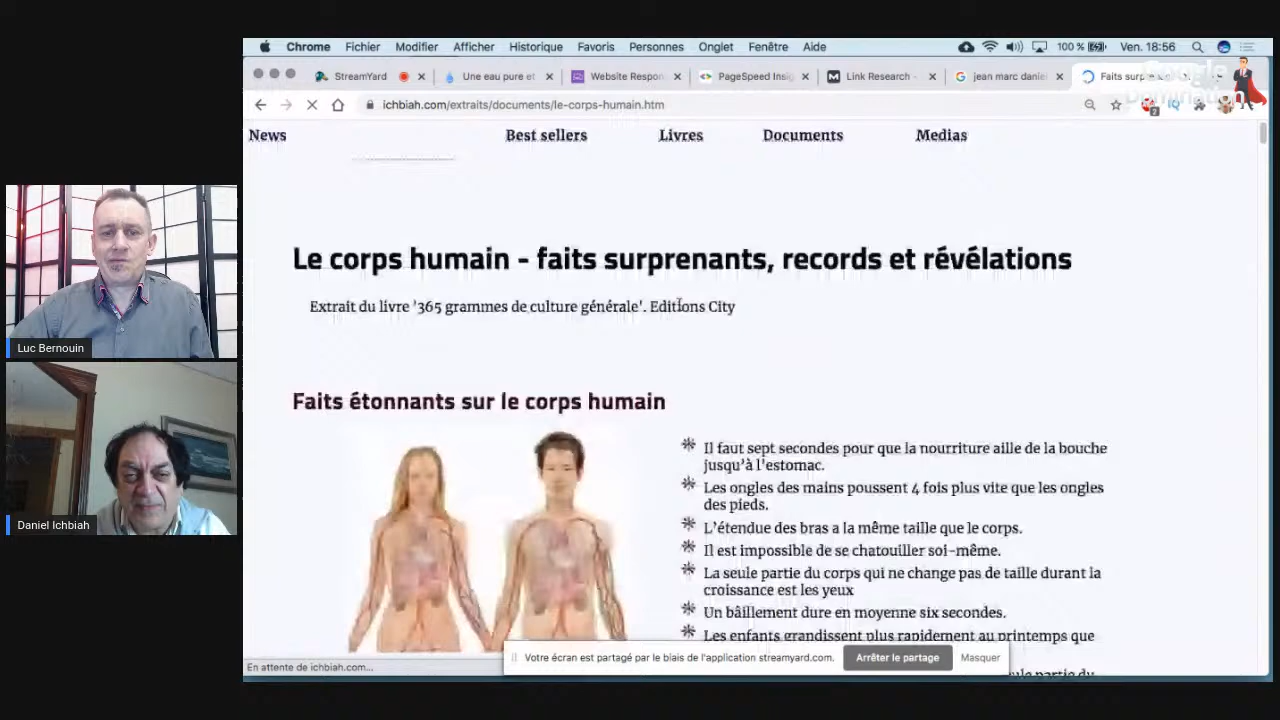 Chrome Fichier Modifier Afficher Historique Favoris Personnes Onglet Fenêtre Aide 100 % Ven. 18:56
StreamYard Une eau pure et Website Respon PageSpeed Insi Link Research - jean marc danie Faits surpre
Google
Domination
ichbiah.com/extraits/documents/le-corps-humain.htm
2 IQ
News Best sellers Livres Documents Medias
Le corps humain - faits surprenants, records et révélations
Extrait du livre '365 grammes de culture générale'. Editions City
Faits étonnants sur le corps humain
Il faut sept secondes pour que la nourriture aille de la bouche
jusqu'à l'estomac.
Les ongles des mains poussent 4 fois plus vite que les ongles
des pieds.
L'étendue des bras a la même taille que le corps.
Il est impossible de se chatouiller soi-même.
La seule partie du corps qui ne change pas de taille durant la
croissance est les yeux
Un bâillement dure en moyenne six secondes.
Les enfants grandissent plus rapidement au printemps que
Luc Bernouin
Daniel Ichbiah
Votre écran est partagé par le biais de l'application streamyard.com. Arrêter le partage Masquer
En attente de ichbiah.com...